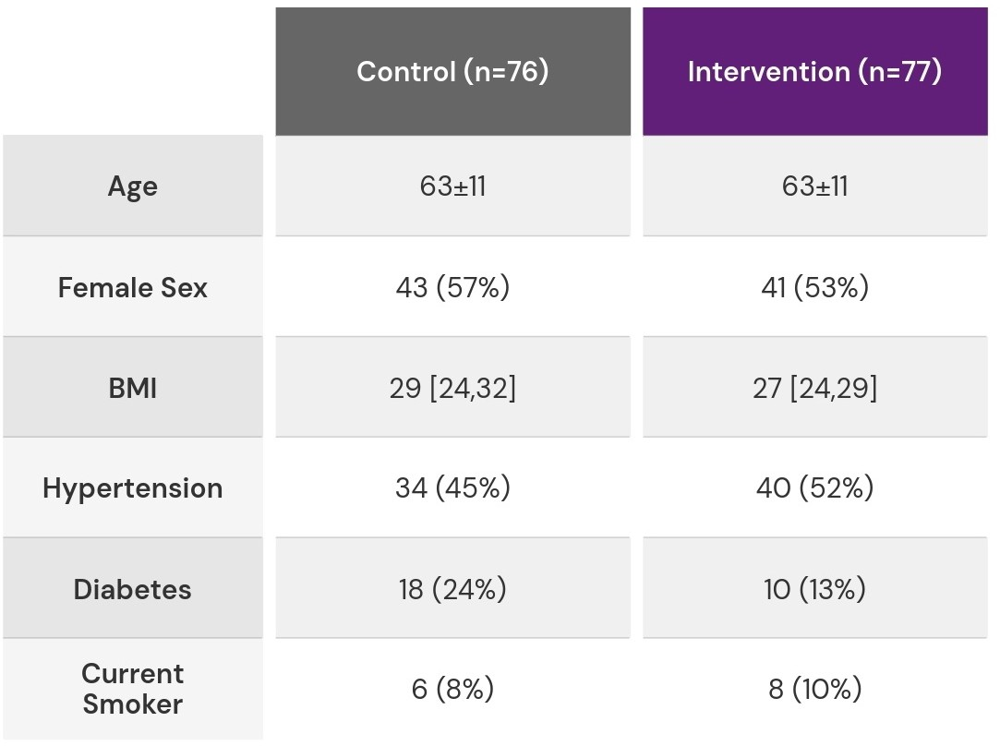 Control (n=76) Intervention (n=77)
Age 63±11 63±11
Female Sex 43 (57%) 41 (53%)
BMI 29 [24,32] 27 [24,29]
Hypertension 34 (45%) 40 (52%)
Diabetes 18 (24%) 10 (13%)
Current
Smoker 6 (8%) 8 (10%)